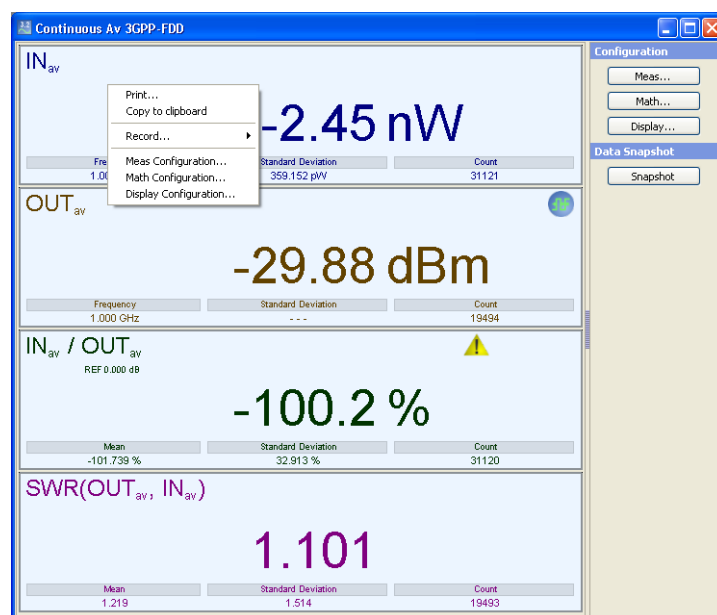 Continuous Av 3GPP-FDD
IN av
-2.45 nW
Print...
Copy to clipboard
Record...
Meas Configuration...
Math Configuration...
Display Configuration...
Standard Deviation Count
359.152 pW 31121
OUT av
-29.88 dBm
Frequency Standard Deviation Count
1.000 GHz - - - 19494
IN av / OUT av
REF 0.000 dB
-100.2 %
Mean Standard Deviation Count
-101.739 % 32.913 % 31120
SWR(OUT av, IN av)
1.101
Mean Standard Deviation Count
1.219 1.514 19493
Configuration
Meas...
Math...
Display...
Data Snapshot
Snapshot